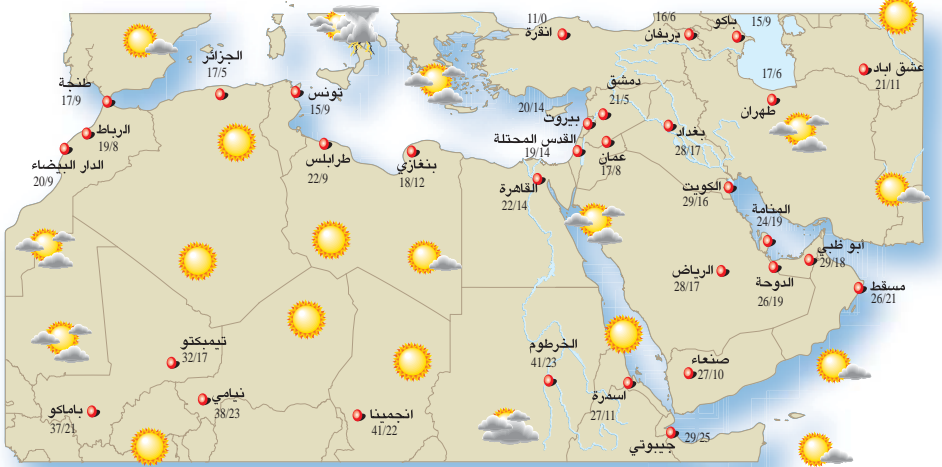 11/0
انقرة
16/6
يريفان
باكو
15/9
عشق اباد
21/11
17/6
طهران
الجزائر
17/5
طنجة
17/9
تونس
15/9
الرباط
19/8
الدار البيضاء
20/9
طرابلس
22/9
بنغازي
18/12
دمشق
21/5
20/14
بيروت
القدس المحتلة
19/14
عمان
17/8
بغداد
28/17
القاهرة
22/14
الكويت
29/16
المنامة
24/19
ابو ظبي
29/18
الرياض
28/17
الدوحة
26/19
مسقط
26/21
تيمبكتو
32/17
نيامي
38/23
باماكو
37/21
انجمينا
41/22
الخرطوم
41/23
اسمرة
27/11
صنعاء
27/10
جيبوتي
29/25